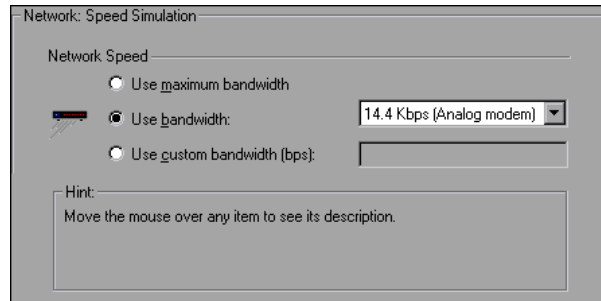 Network: Speed Simulation
Network Speed
Use maximum bandwidth
Use bandwidth: 14.4 Kbps (Analog modem)
Use custom bandwidth (bps):
Hint:
Move the mouse over any item to see its description.